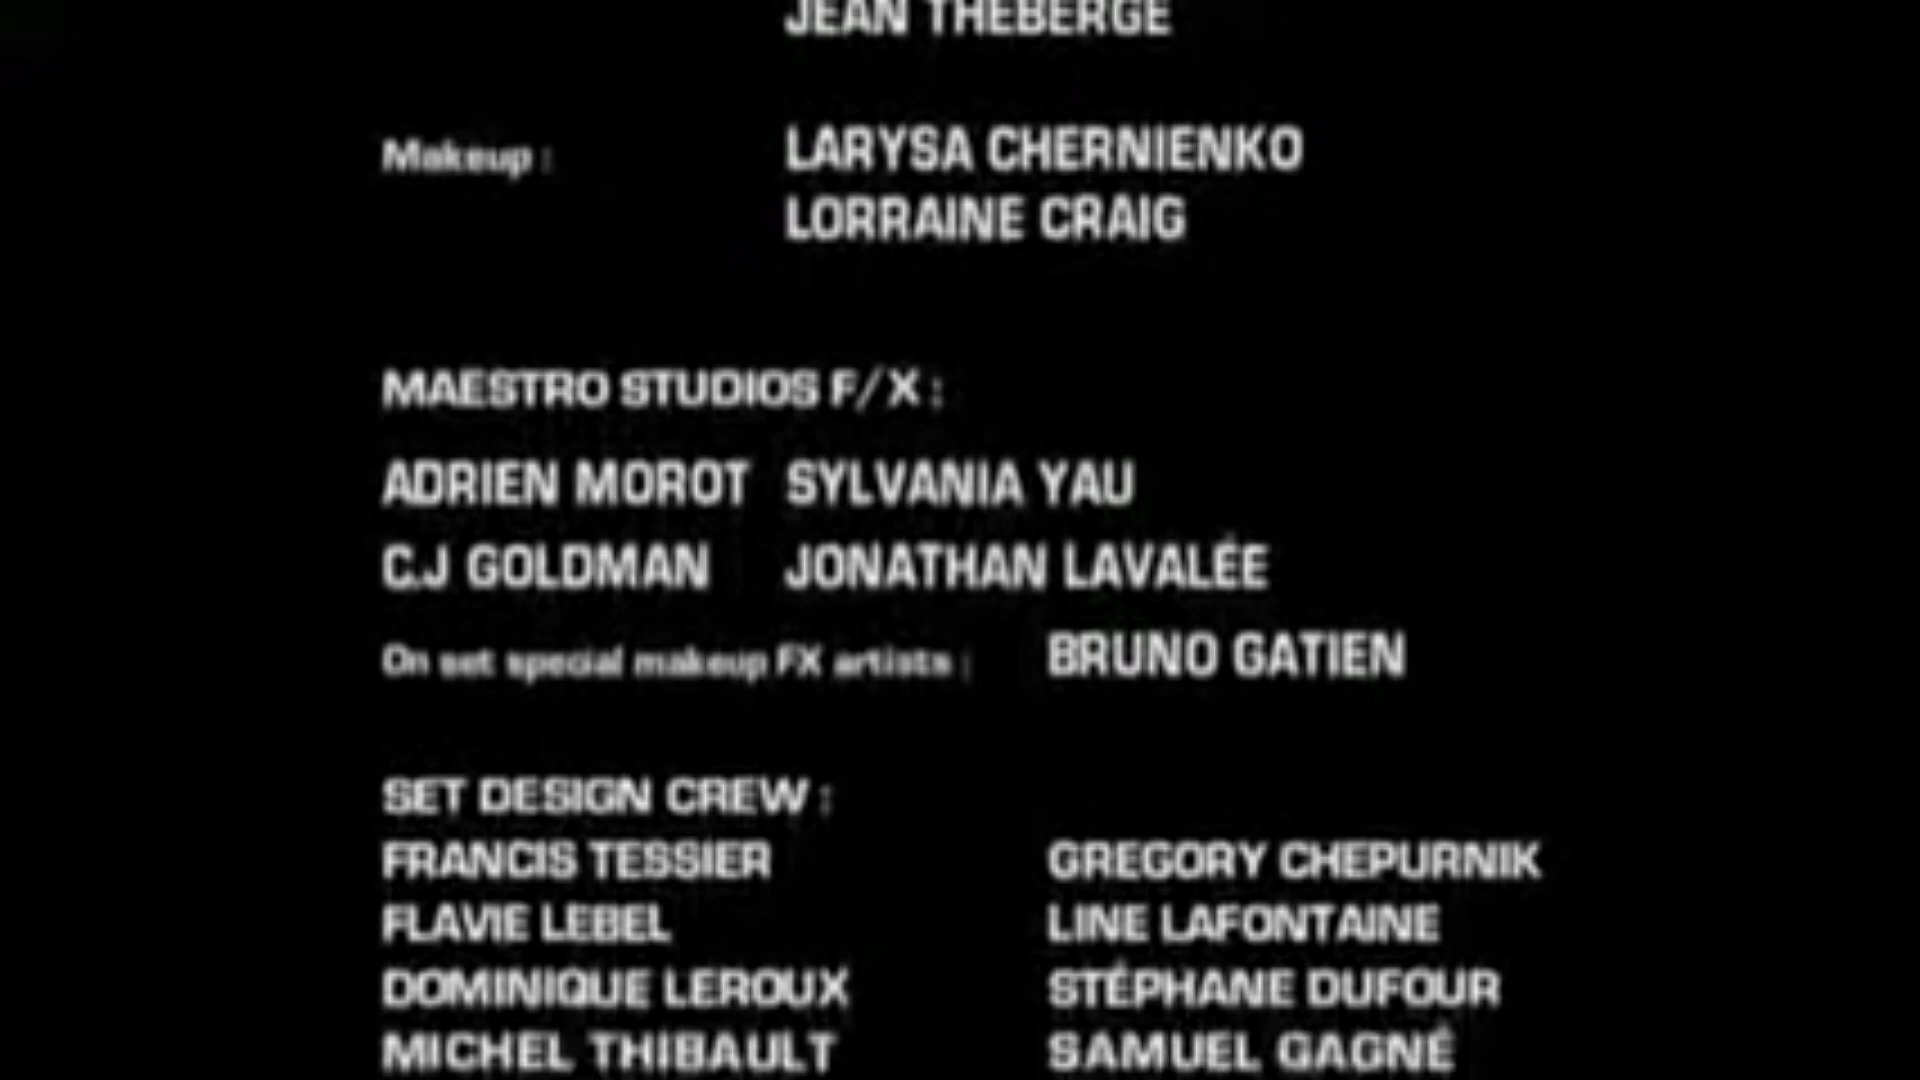 JEAN THEBERGE
Makeup : LARYSA CHERNIENKO
LORRAINE CRAIG
MAESTRO STUDIOS F/X :
ADRIEN MOROT SYLVANIA YAU
C.J GOLDMAN JONATHAN LAVALÉE
On set special makeup FX artists : BRUNO GATIEN
SET DESIGN CREW :
FRANCIS TESSIER GREGORY CHEPURNIK
FLAVIE LEBEL LINE LAFONTAINE
DOMINIQUE LEROUX STÉPHANE DUFOUR
MICHEL THIBAULT SAMUEL GAGNÉ